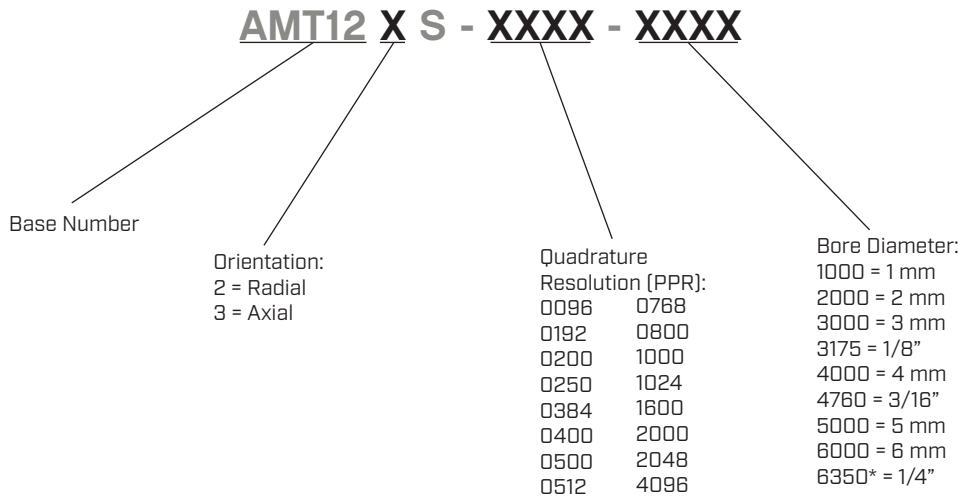 AMT12 X S - XXXX - XXXX
Base Number
Orientation:
2 = Radial
3 = Axial
Quadrature
Resolution (PPR):
0096 0768
0192 0800
0200 1000
0250 1024
0384 1600
0400 2000
0500 2048
0512 4096
Bore Diameter:
1000 = 1 mm
2000 = 2 mm
3000 = 3 mm
3175 = 1/8”
4000 = 4 mm
4760 = 3/16”
5000 = 5 mm
6000 = 6 mm
6350* = 1/4”